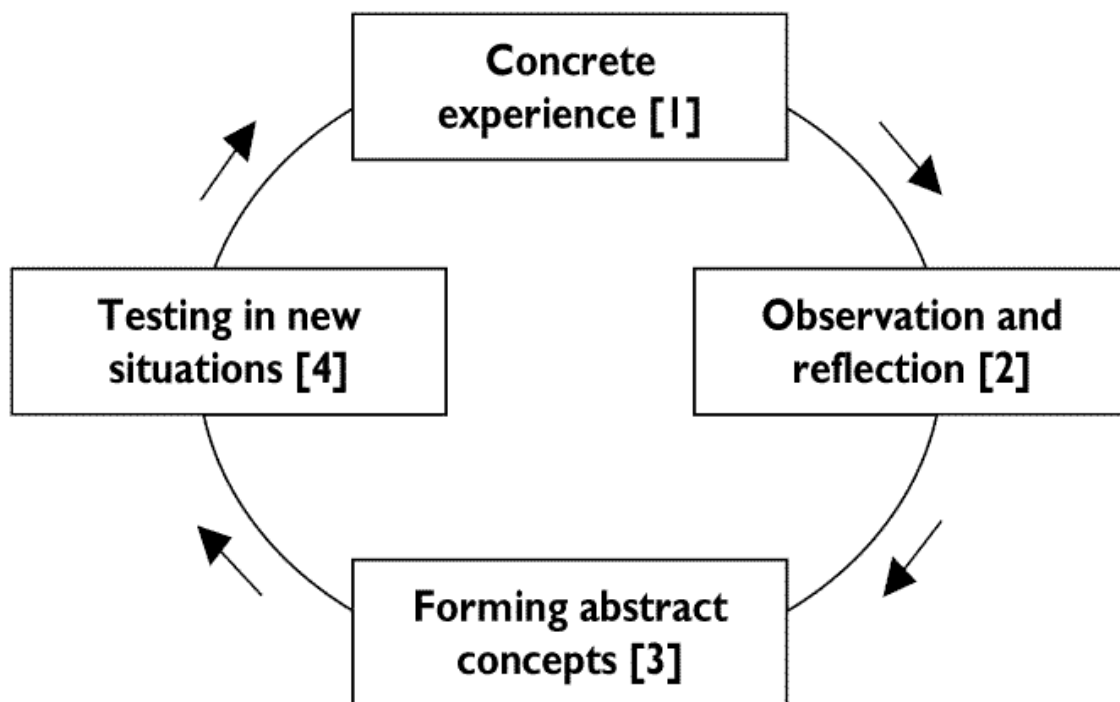 Concrete
experience [1]
Observation and
reflection [2]
Forming abstract
concepts [3]
Testing in new
situations [4]